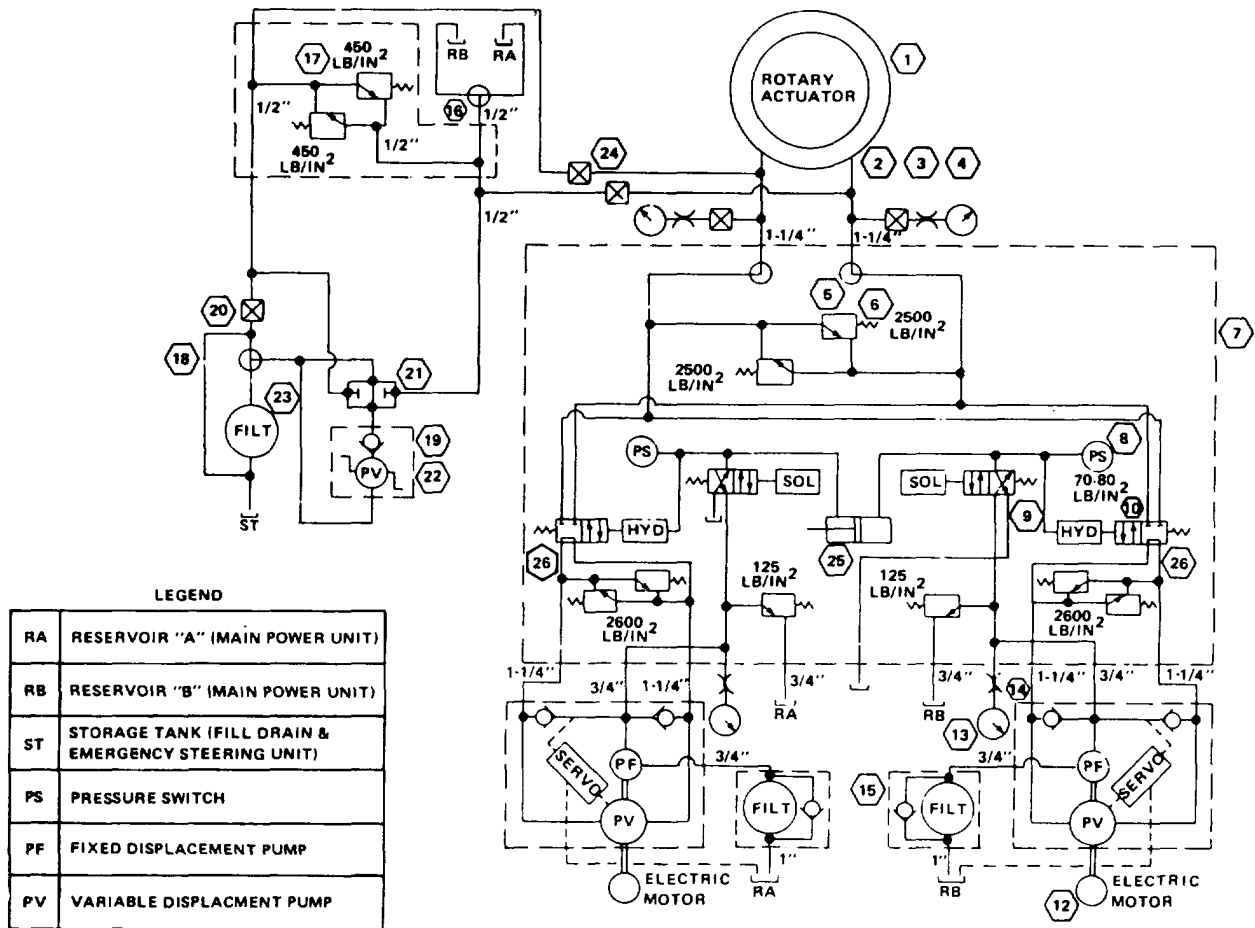 17
450
LB/IN²
RB
RA
1/2"
16
1/2"
450
LB/IN²
1/2"
1/2"
ROTARY
ACTUATOR
1
24
2
3
4
1-1/4"
1-1/4"
5
6
2500
LB/IN²
2500
LB/IN²
7
20
18
21
23
FILT
19
PV
22
ST
PS
SOL
SOL
PS
8
70-80
LB/IN²
9
10
HYD
HYD
25
26
26
125
LB/IN²
125
LB/IN²
2600
LB/IN²
2600
LB/IN²
1-1/4"
3/4"
1-1/4"
3/4"
RA
3/4"
RB
14
1-1/4"
3/4"
1-1/4"
13
SERVO
PF
3/4"
PV
FILT
1"
RA
15
FILT
1"
RB
3/4"
PF
SERVO
PV
ELECTRIC
MOTOR
12
ELECTRIC
MOTOR
LEGEND
RA RESERVOIR "A" (MAIN POWER UNIT)
RB RESERVOIR "B" (MAIN POWER UNIT)
ST STORAGE TANK (FILL DRAIN &
EMERGENCY STEERING UNIT)
PS PRESSURE SWITCH
PF FIXED DISPLACEMENT PUMP
PV VARIABLE DISPLACMENT PUMP